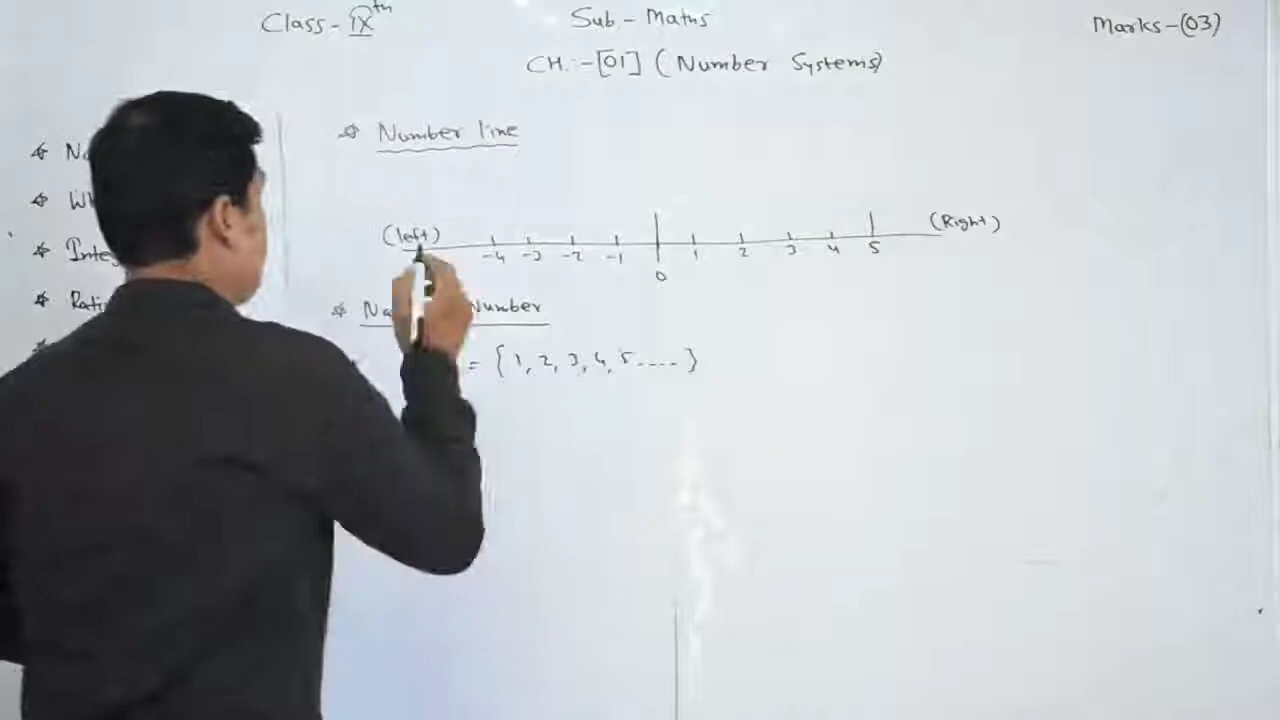 Class - IXth Sub. - Maths Marks - (03)
CH. :- [01] (Number Systems)
Number line
(left) (Right)
-4 -3 -2 -1 0 1 2 3 4 5
Number
= { 1, 2, 3, 4, 5 ---- }